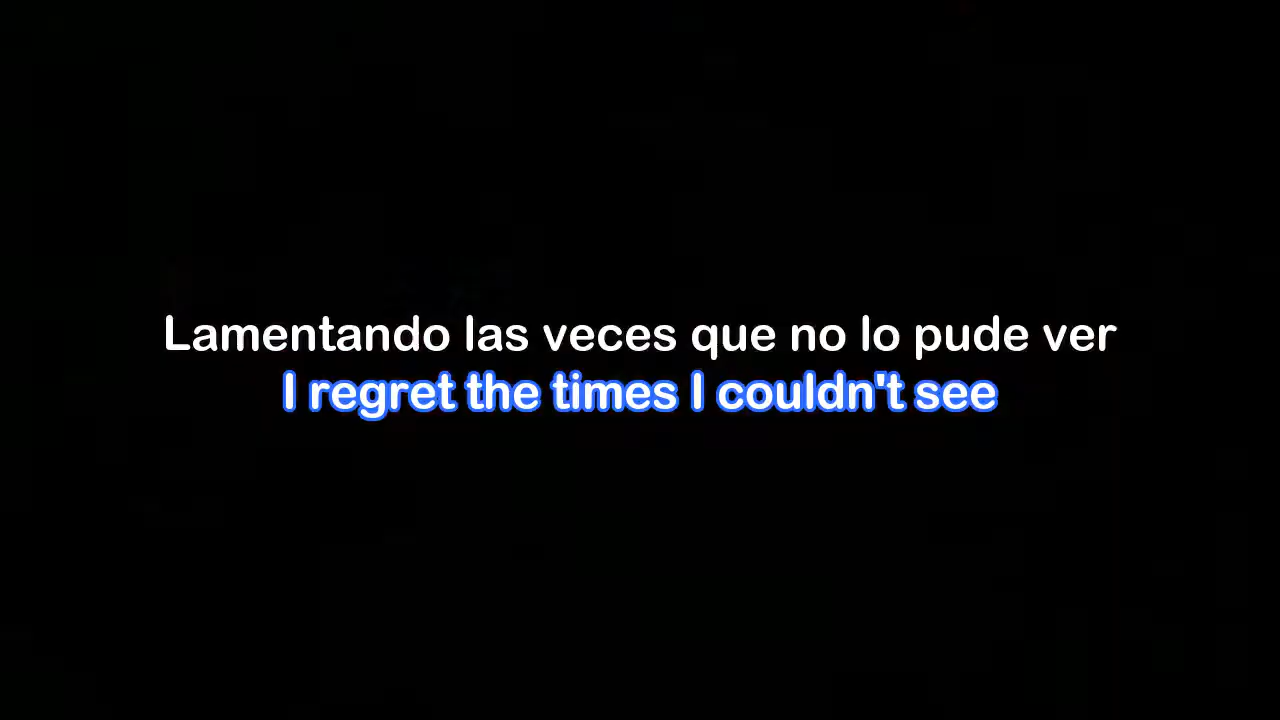 Lamentando las veces que no lo pude ver
I regret the times I couldn't see